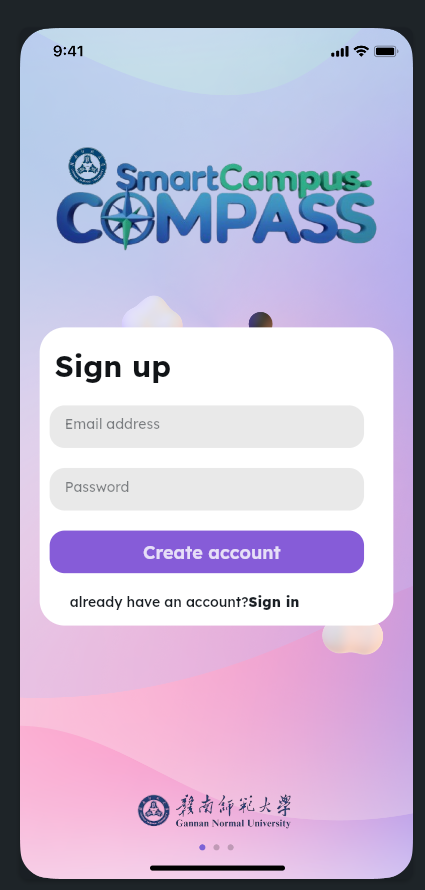 9:41
SmartCampus-
COMPASS
Sign up
Email address
Password
Create account
already have an account?Sign in
赣南师范大学
Gannan Normal University